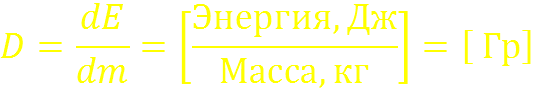 D = dE/dm = [Энергия, Дж/Масса, кг] = [ Гр]